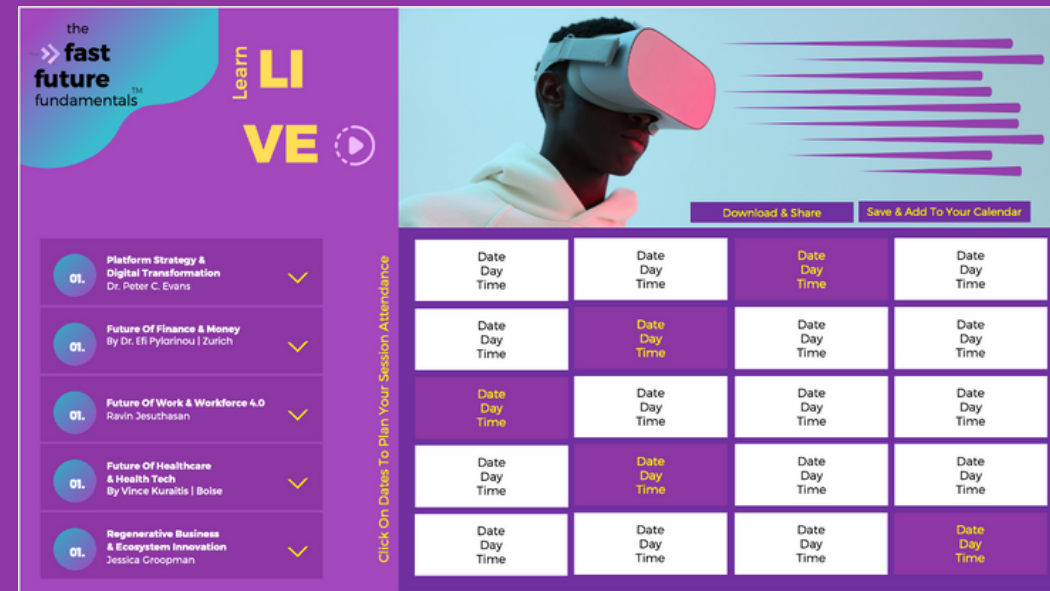 the
fast
future
fundamentals™
Learn
LI
VE
Download & Share
Save & Add To Your Calendar
01.
Platform Strategy &
Digital Transformation
Dr. Peter C. Evans
01.
Future Of Finance & Money
By Dr. Efi Pylarinou | Zurich
01.
Future Of Work & Workforce 4.0
Ravin Jesuthasan
01.
Future Of Healthcare
& Health Tech
By Vince Kuraitis | Boise
01.
Regenerative Business
& Ecosystem Innovation
Jessica Groopman
Click On Dates To Plan Your Session Attendance
Date
Day
Time
Date
Day
Time
Date
Day
Time
Date
Day
Time
Date
Day
Time
Date
Day
Time
Date
Day
Time
Date
Day
Time
Date
Day
Time
Date
Day
Time
Date
Day
Time
Date
Day
Time
Date
Day
Time
Date
Day
Time
Date
Day
Time
Date
Day
Time
Date
Day
Time
Date
Day
Time
Date
Day
Time
Date
Day
Time